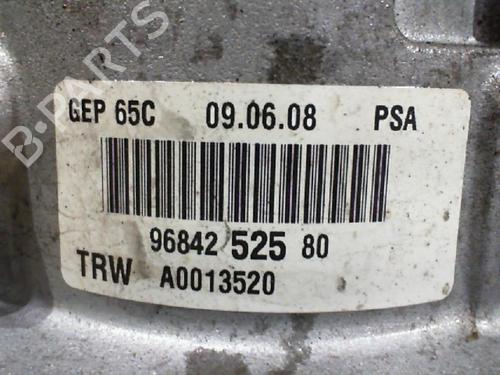 B-PARTS
GEP 65C 09.06.08 PSA
96842 525 80
TRW A0013520